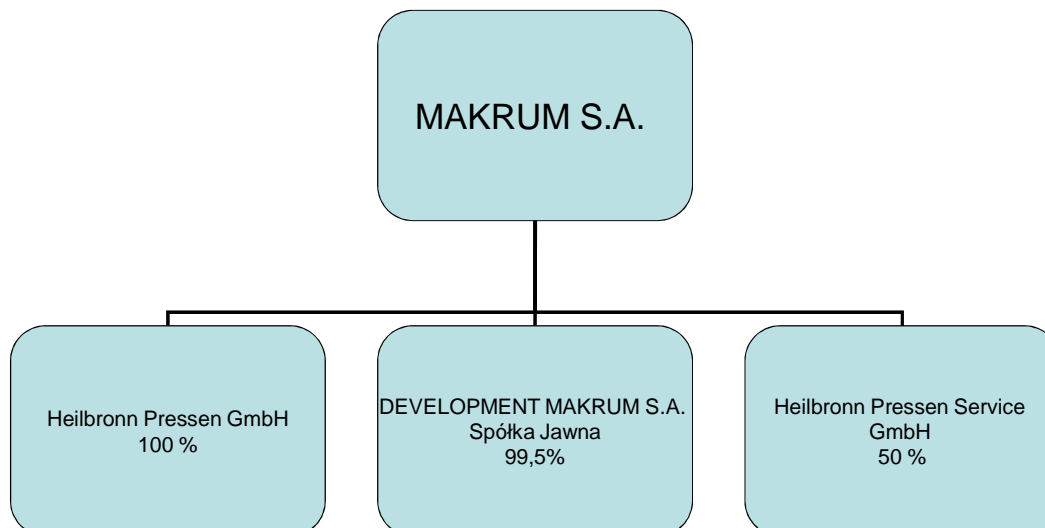 MAKRUM S.A.
Heilbronn Pressen GmbH
100 %
DEVELOPMENT MAKRUM S.A.
Spółka Jawna
99,5%
Heilbronn Pressen Service
GmbH
50 %